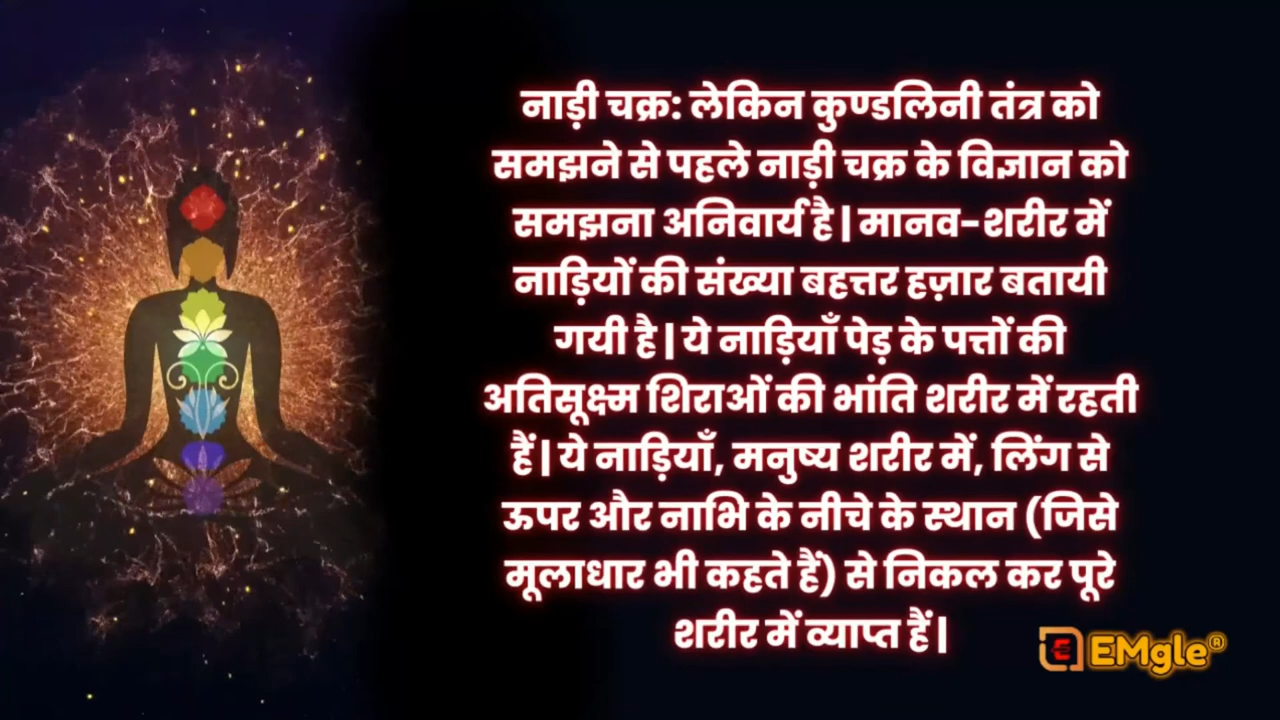 नाड़ी चक्र: लेकिन कुण्डलिनी तंत्र को
समझने से पहले नाड़ी चक्र के विज्ञान को
समझना अनिवार्य है | मानव-शरीर में
नाड़ियों की संख्या बहत्तर हज़ार बतायी
गयी है | ये नाड़ियाँ पेड़ के पत्तों की
अतिसूक्ष्म शिराओं की भांति शरीर में रहती
हैं | ये नाड़ियाँ, मनुष्य शरीर में, लिंग से
ऊपर और नाभि के नीचे के स्थान (जिसे
मूलाधार भी कहते हैं) से निकल कर पूरे
शरीर में व्याप्त हैं |
EMgle®